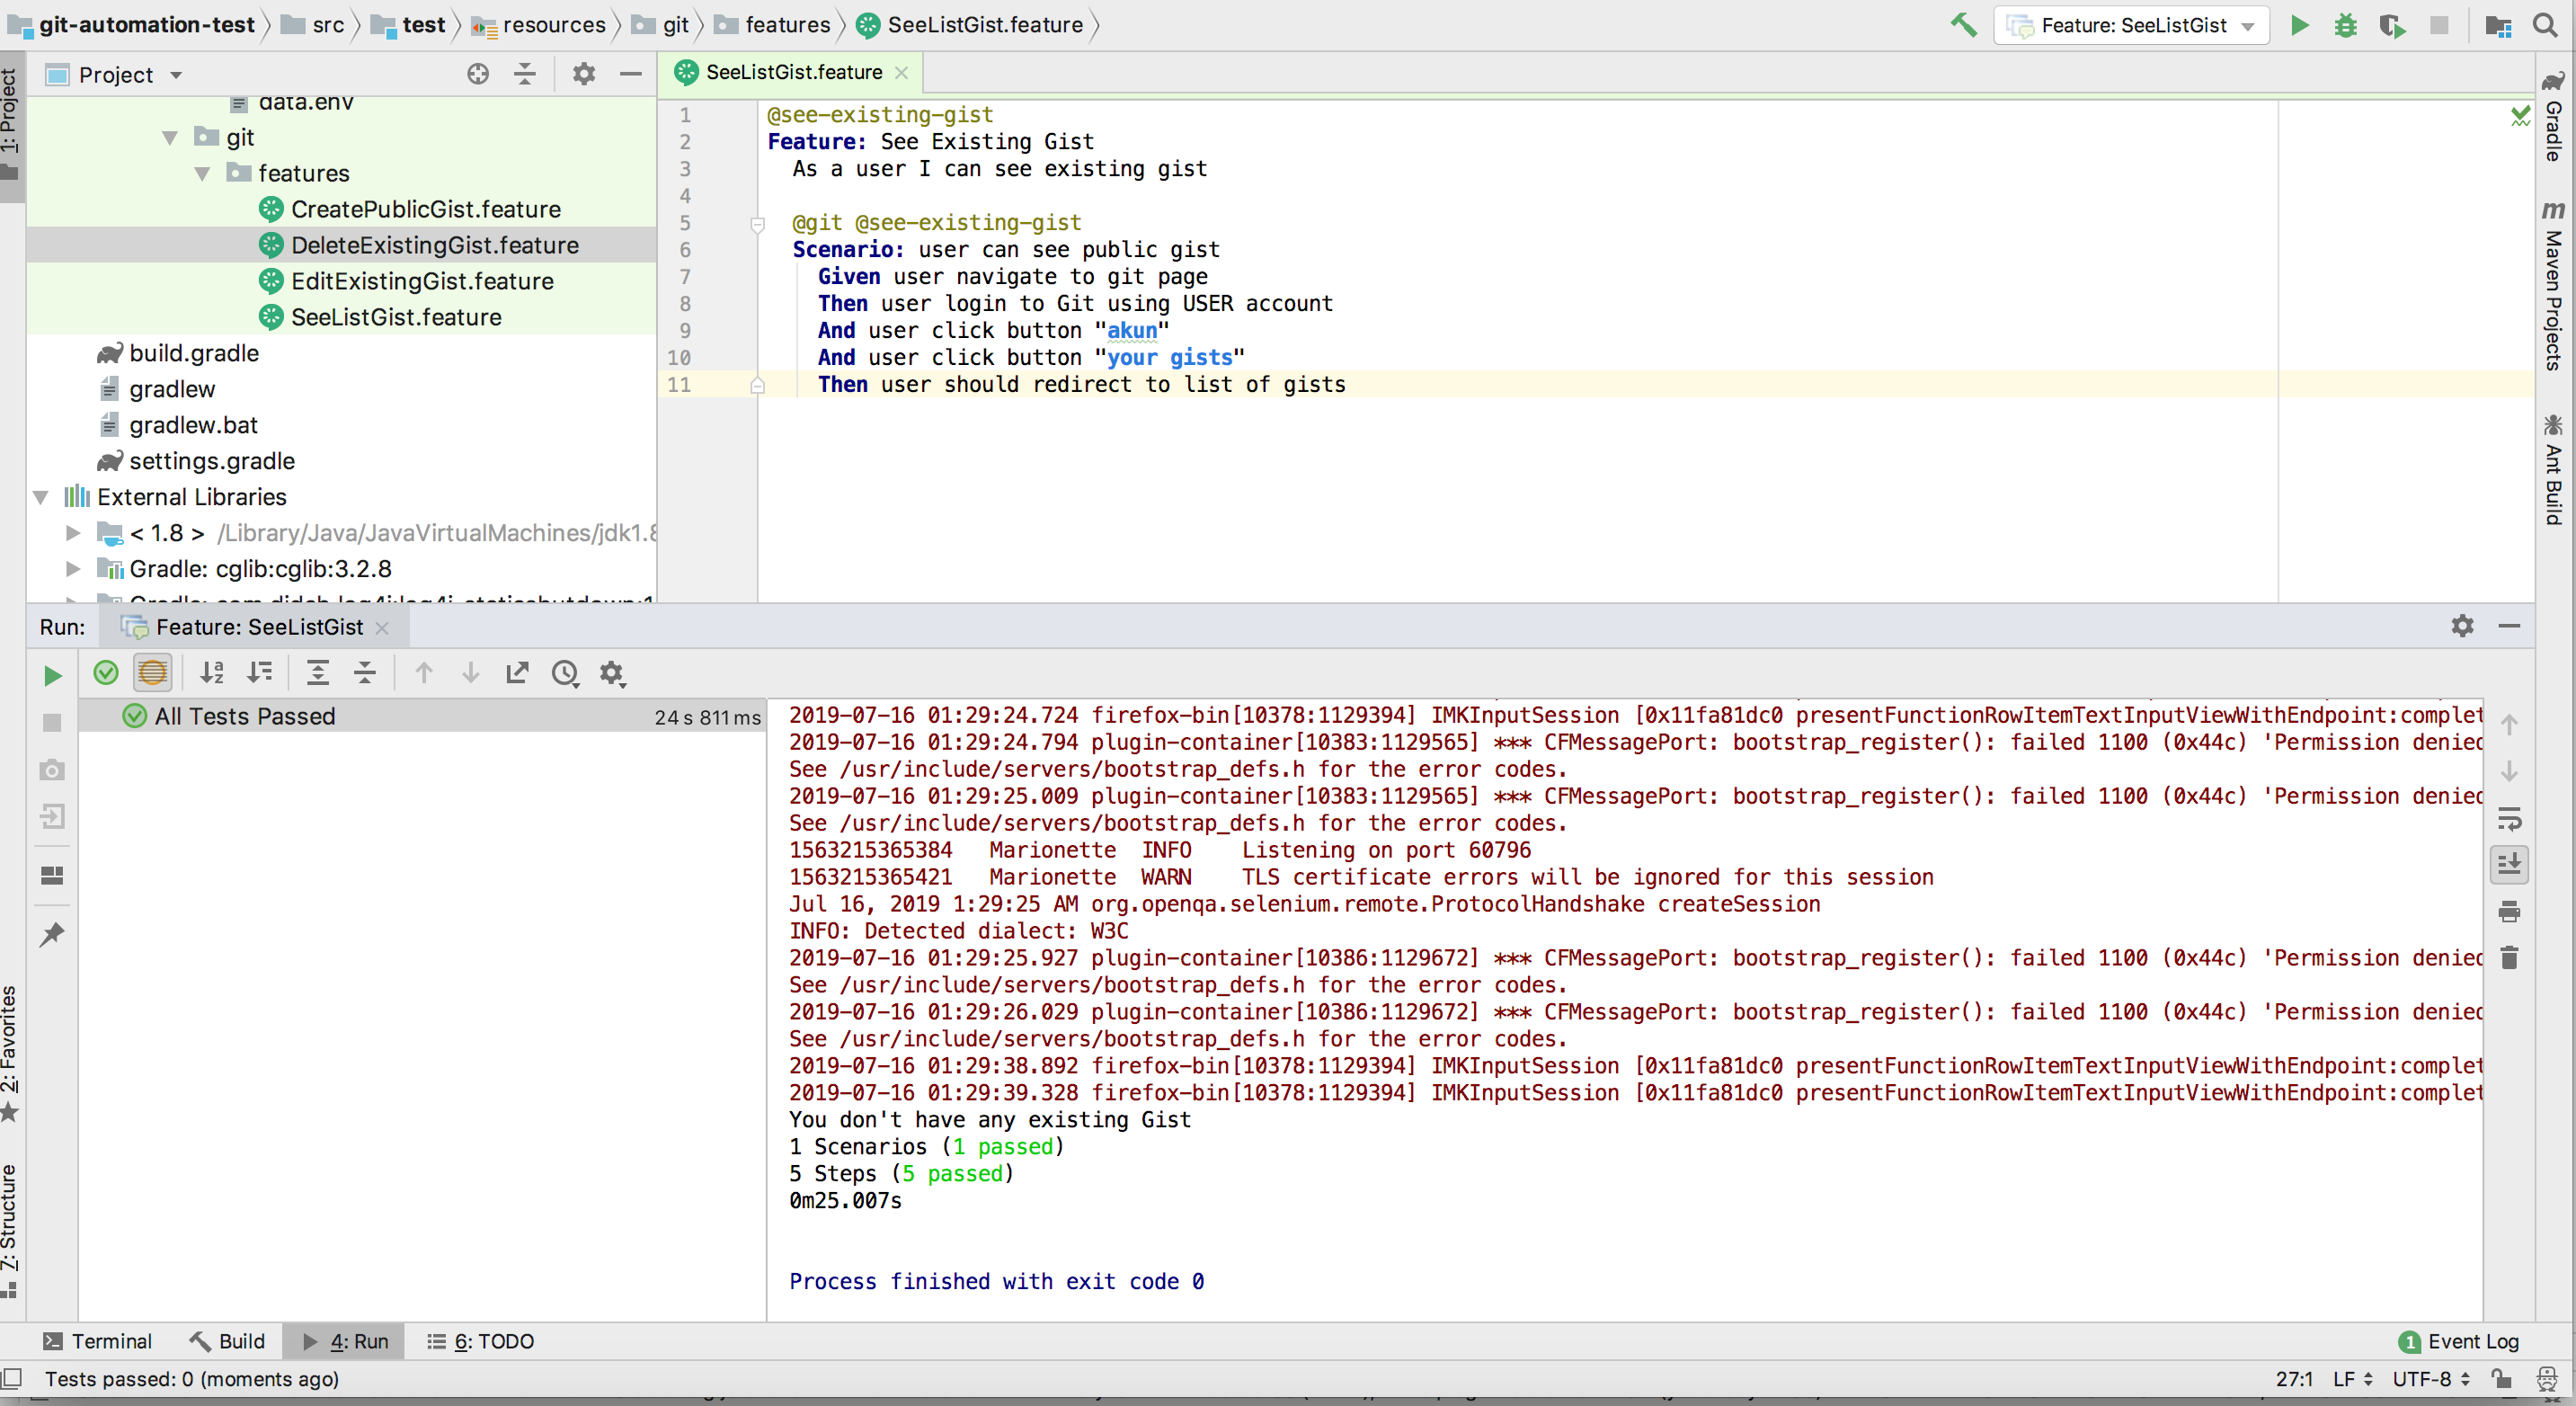 git-automation-test src test resources git features SeeListGist.feature
Feature: SeeListGist
1: Project
Project
data.env
git
features
CreatePublicGist.feature
DeleteExistingGist.feature
EditExistingGist.feature
SeeListGist.feature
build.gradle
gradlew
gradlew.bat
settings.gradle
External Libraries
< 1.8 > /Library/Java/JavaVirtualMachines/jdk1.8
Gradle: cglib:cglib:3.2.8
SeeListGist.feature
1 @see-existing-gist
2 Feature: See Existing Gist
3 As a user I can see existing gist
4
5 @git @see-existing-gist
6 Scenario: user can see public gist
7 Given user navigate to git page
8 Then user login to Git using USER account
9 And user click button "akun"
10 And user click button "your gists"
11 Then user should redirect to list of gists
Gradle
Maven Projects
Ant Build
Run: Feature: SeeListGist
All Tests Passed 24 s 811 ms
2019-07-16 01:29:24.724 firefox-bin[10378:1129394] IMKInputSession [0x11fa81dc0 presentFunctionRowItemTextInputViewWithEndpoint:complet
2019-07-16 01:29:24.794 plugin-container[10383:1129565] *** CFMessagePort: bootstrap_register(): failed 1100 (0x44c) 'Permission denied
See /usr/include/servers/bootstrap_defs.h for the error codes.
2019-07-16 01:29:25.009 plugin-container[10383:1129565] *** CFMessagePort: bootstrap_register(): failed 1100 (0x44c) 'Permission denied
See /usr/include/servers/bootstrap_defs.h for the error codes.
1563215365384 Marionette INFO Listening on port 60796
1563215365421 Marionette WARN TLS certificate errors will be ignored for this session
Jul 16, 2019 1:29:25 AM org.openqa.selenium.remote.ProtocolHandshake createSession
INFO: Detected dialect: W3C
2019-07-16 01:29:25.927 plugin-container[10386:1129672] *** CFMessagePort: bootstrap_register(): failed 1100 (0x44c) 'Permission denied
See /usr/include/servers/bootstrap_defs.h for the error codes.
2019-07-16 01:29:26.029 plugin-container[10386:1129672] *** CFMessagePort: bootstrap_register(): failed 1100 (0x44c) 'Permission denied
See /usr/include/servers/bootstrap_defs.h for the error codes.
2019-07-16 01:29:38.892 firefox-bin[10378:1129394] IMKInputSession [0x11fa81dc0 presentFunctionRowItemTextInputViewWithEndpoint:complet
2019-07-16 01:29:39.328 firefox-bin[10378:1129394] IMKInputSession [0x11fa81dc0 presentFunctionRowItemTextInputViewWithEndpoint:complet
You don't have any existing Gist
1 Scenarios (1 passed)
5 Steps (5 passed)
0m25.007s
Process finished with exit code 0
2: Favorites
7: Structure
Terminal Build 4: Run 6: TODO 1 Event Log
Tests passed: 0 (moments ago) 27:1 LF UTF-8